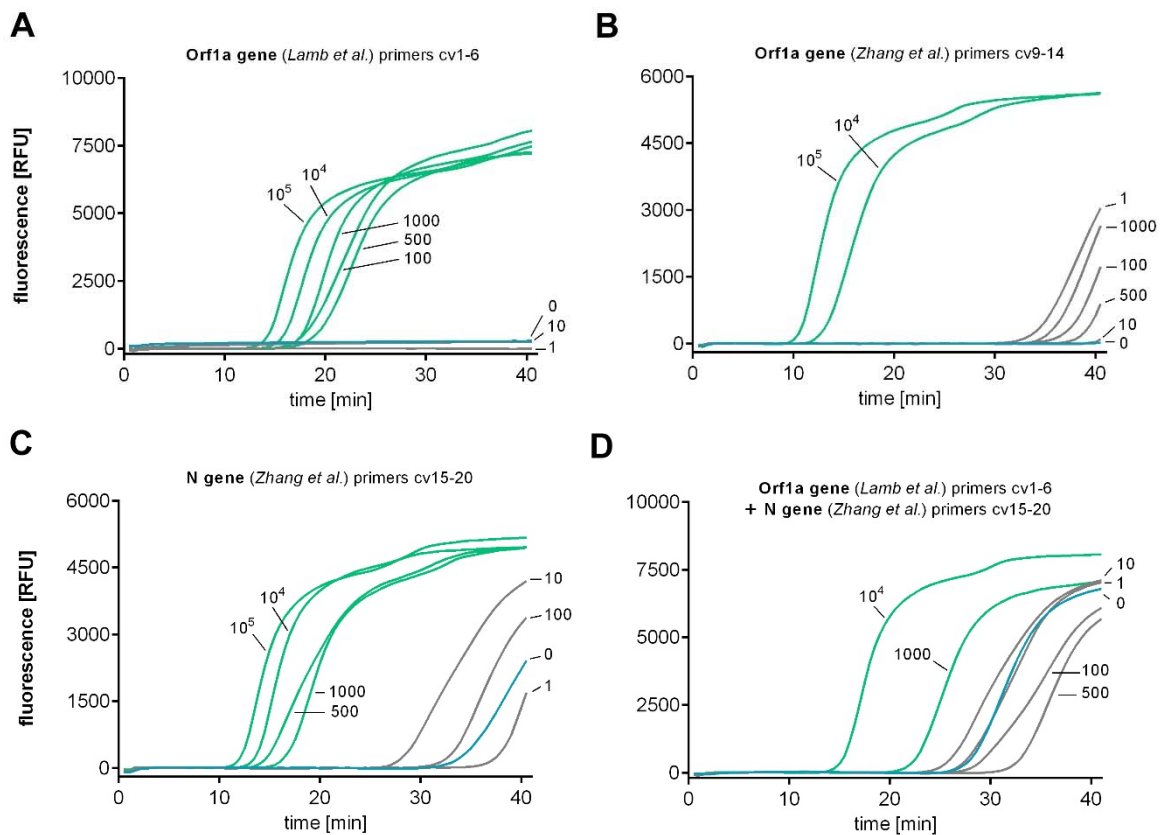 A
Orf1a gene (Lamb et al.) primers cv1-6
10000
7500
5000
2500
0
fluorescence [RFU]
10⁵
10⁴
1000
500
100
0
10
1
0 10 20 30 40
time [min]
B
Orf1a gene (Zhang et al.) primers cv9-14
6000
4500
3000
1500
0
10⁵
10⁴
1
1000
100
500
10
0
0 10 20 30 40
time [min]
C
N gene (Zhang et al.) primers cv15-20
6000
4500
3000
1500
0
fluorescence [RFU]
10⁵
10⁴
1000
500
10
100
0
1
0 10 20 30 40
time [min]
D
Orf1a gene (Lamb et al.) primers cv1-6
+ N gene (Zhang et al.) primers cv15-20
10000
7500
5000
2500
0
10⁴
1000
10
1
0
100
500
0 10 20 30 40
time [min]